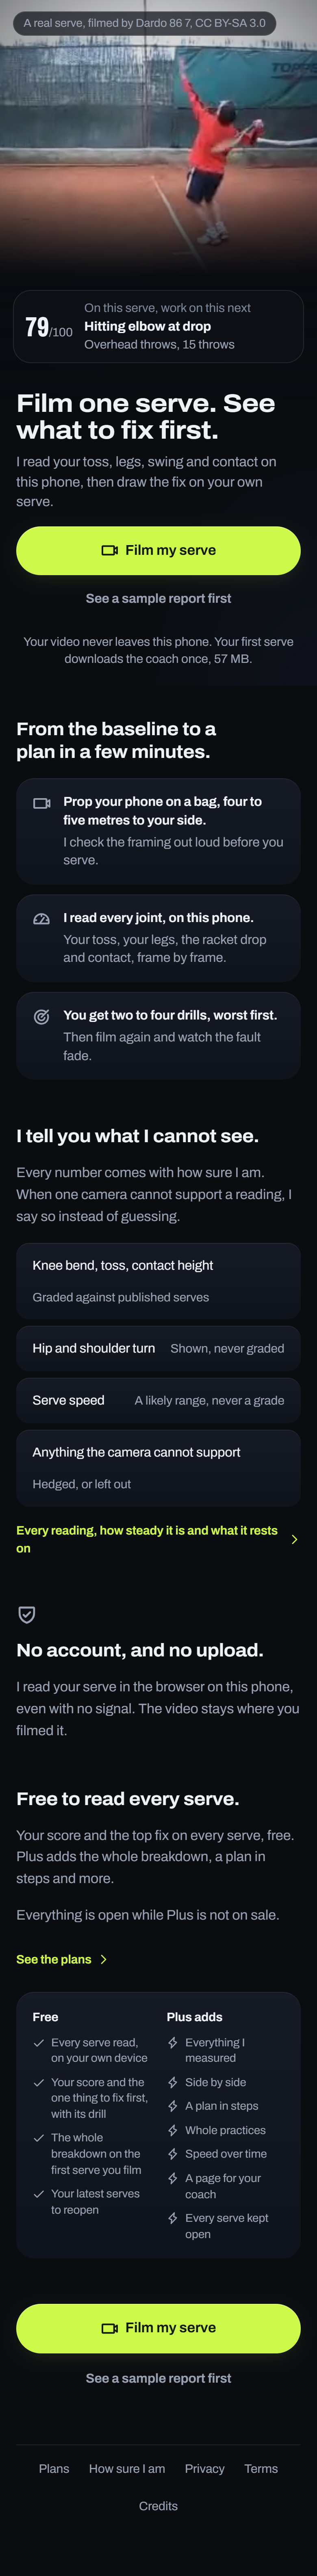 A real serve, filmed by Dardo 86 7, CC BY-SA 3.0
79/100
On this serve, work on this next
Hitting elbow at drop
Overhead throws, 15 throws
Film one serve. See
what to fix first.
I read your toss, legs, swing and contact on
this phone, then draw the fix on your own
serve.
Film my serve
See a sample report first
Your video never leaves this phone. Your first serve
downloads the coach once, 57 MB.
From the baseline to a
plan in a few minutes.
Prop your phone on a bag, four to
five metres to your side.
I check the framing out loud before you
serve.
I read every joint, on this phone.
Your toss, your legs, the racket drop
and contact, frame by frame.
You get two to four drills, worst first.
Then film again and watch the fault
fade.
I tell you what I cannot see.
Every number comes with how sure I am.
When one camera cannot support a reading, I
say so instead of guessing.
Knee bend, toss, contact height
Graded against published serves
Hip and shoulder turn Shown, never graded
Serve speed A likely range, never a grade
Anything the camera cannot support
Hedged, or left out
Every reading, how steady it is and what it rests
on
No account, and no upload.
I read your serve in the browser on this phone,
even with no signal. The video stays where you
filmed it.
Free to read every serve.
Your score and the top fix on every serve, free.
Plus adds the whole breakdown, a plan in
steps and more.
Everything is open while Plus is not on sale.
See the plans
Free
Every serve read,
on your own device
Your score and the
one thing to fix first,
with its drill
The whole
breakdown on the
first serve you film
Your latest serves
to reopen
Plus adds
Everything I
measured
Side by side
A plan in steps
Whole practices
Speed over time
A page for your
coach
Every serve kept
open
Film my serve
See a sample report first
Plans How sure I am Privacy Terms
Credits